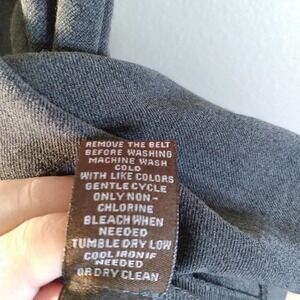 REMOVE THE BELT
BEFORE WASHING
MACHINE WASH
COLD
WITH LIKE COLORS
GENTLE CYCLE
ONLY NON-
CHLORINE
BLEACH WHEN
NEEDED
TUMBLE DRY LOW
COOL IRON IF
NEEDED
OR DRY CLEAN